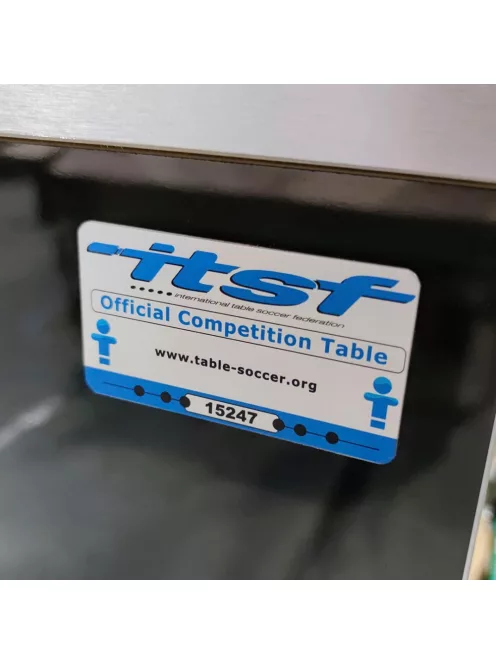 itsf
international table soccer federation
Official Competition Table
www.table-soccer.org
15247